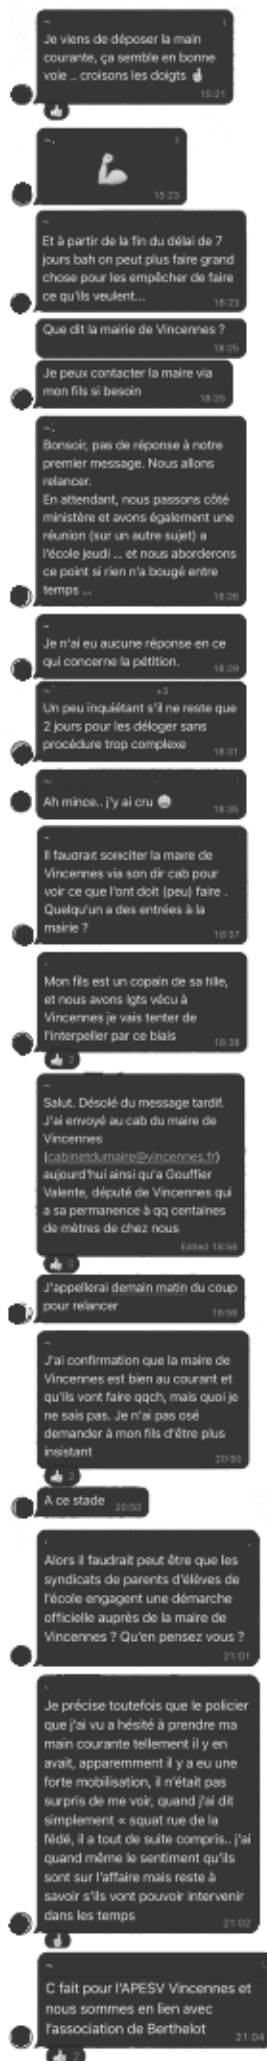 Je viens de déposer la main
courante, ça semble en bonne
voie .. croisons les doigts 🤞
15:21
💪
15:23
Et à partir de la fin du délai de 7
jours bah on peut plus faire grand
chose pour les empêcher de faire
ce qu'ils veulent...
18:23
Que dit la mairie de Vincennes ?
18:25
Je peux contacter la maire via
mon fils si besoin
18:25
Bonsoir, pas de réponse à notre
premier message. Nous allons
relancer.
En attendant, nous passons côté
ministère et avons également une
réunion (sur un autre sujet) a
l'école jeudi ... et nous aborderons
ce point si rien n'a bougé entre
temps ...
18:26
Je n'ai eu aucune réponse en ce
qui concerne la pétition.
18:29
+3
Un peu inquiétant s'il ne reste que
2 jours pour les déloger sans
procédure trop complexe
18:31
Ah mince.. j'y ai cru
18:35
Il faudrait solliciter la maire de
Vincennes via son dir cab pour
voir ce que l'ont doit (peu) faire .
Quelqu'un a des entrées à la
mairie ?
18:37
Mon fils est un copain de sa fille,
et nous avons lgts vécu à
Vincennes je vais tenter de
l'interpeller par ce biais
18:38
👍 2
Salut. Désolé du message tardif.
J'ai envoyé au cab du maire de
Vincennes
(cabinetdumaire@vincennes.fr)
aujourd'hui ainsi qu'a Gouffier
Valente, député de Vincennes qui
a sa permanence à qq centaines
de mètres de chez nous
Edited 18:56
J'appellerai demain matin du coup
pour relancer
18:56
J'ai confirmation que la maire de
Vincennes est bien au courant et
qu'ils vont faire qqch, mais quoi je
ne sais pas. Je n'ai pas osé
demander à mon fils d'être plus
insistant
20:50
👍 2
A ce stade
20:50
Alors il faudrait peut être que les
syndicats de parents d'élèves de
l'école engagent une démarche
officielle auprès de la maire de
Vincennes ? Qu'en pensez vous ?
21:01
Je précise toutefois que le policier
que j'ai vu a hésité à prendre ma
main courante tellement il y en
avait, apparemment il y a eu une
forte mobilisation, il n'était pas
surpris de me voir, quand j'ai dit
simplement « squat rue de la
fédé, il a tout de suite compris.. j'ai
quand même le sentiment qu'ils
sont sur l'affaire mais reste à
savoir s'ils vont pouvoir intervenir
dans les temps
21:02
C fait pour l'APESV Vincennes et
nous sommes en lien avec
l'association de Berthelot
21:04
👍 2